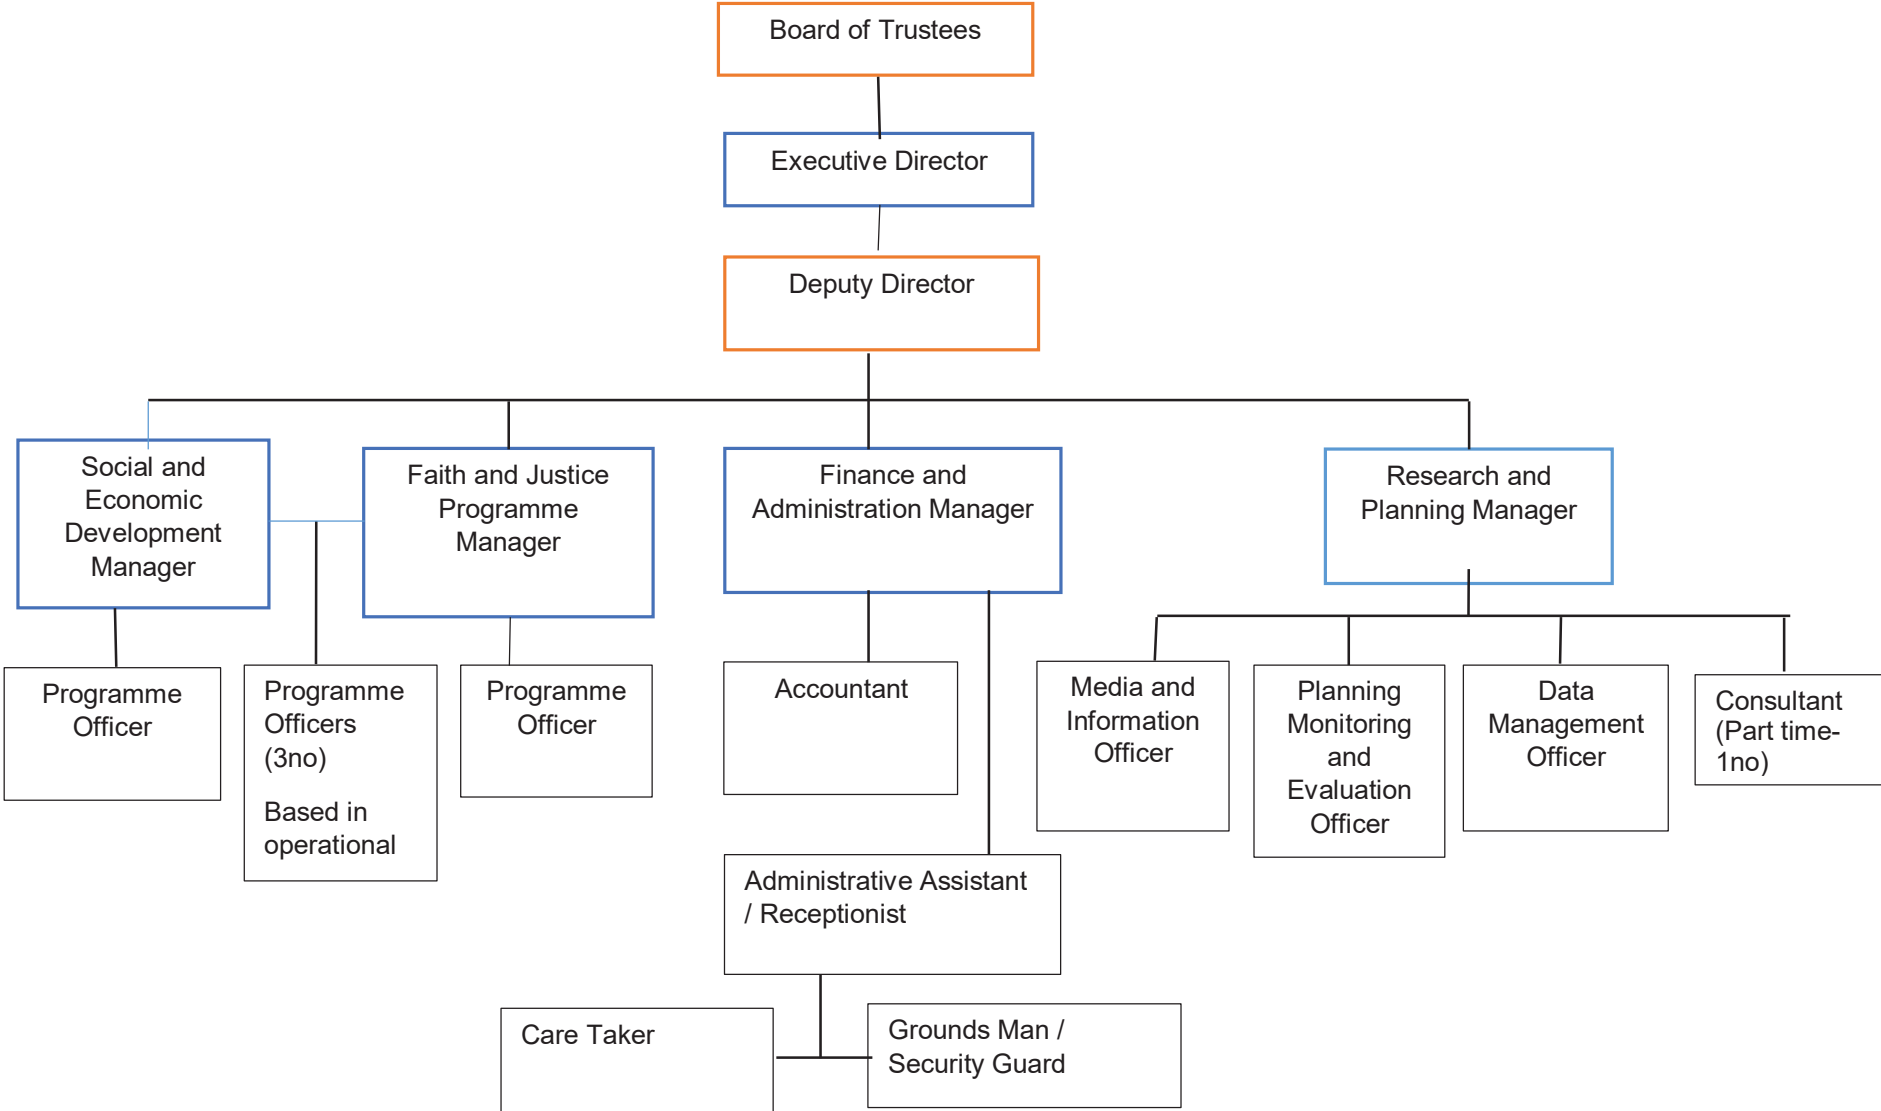 Board of Trustees
Executive Director
Deputy Director
Social and
Economic
Development
Manager
Faith and Justice
Programme
Manager
Finance and
Administration Manager
Research and
Planning Manager
Programme
Officer
Programme
Officers
(3no)
Based in
operational
Programme
Officer
Accountant
Media and
Information
Officer
Planning
Monitoring
and
Evaluation
Officer
Data
Management
Officer
Consultant
(Part time-
1no)
Administrative Assistant
/ Receptionist
Care Taker
Grounds Man /
Security Guard